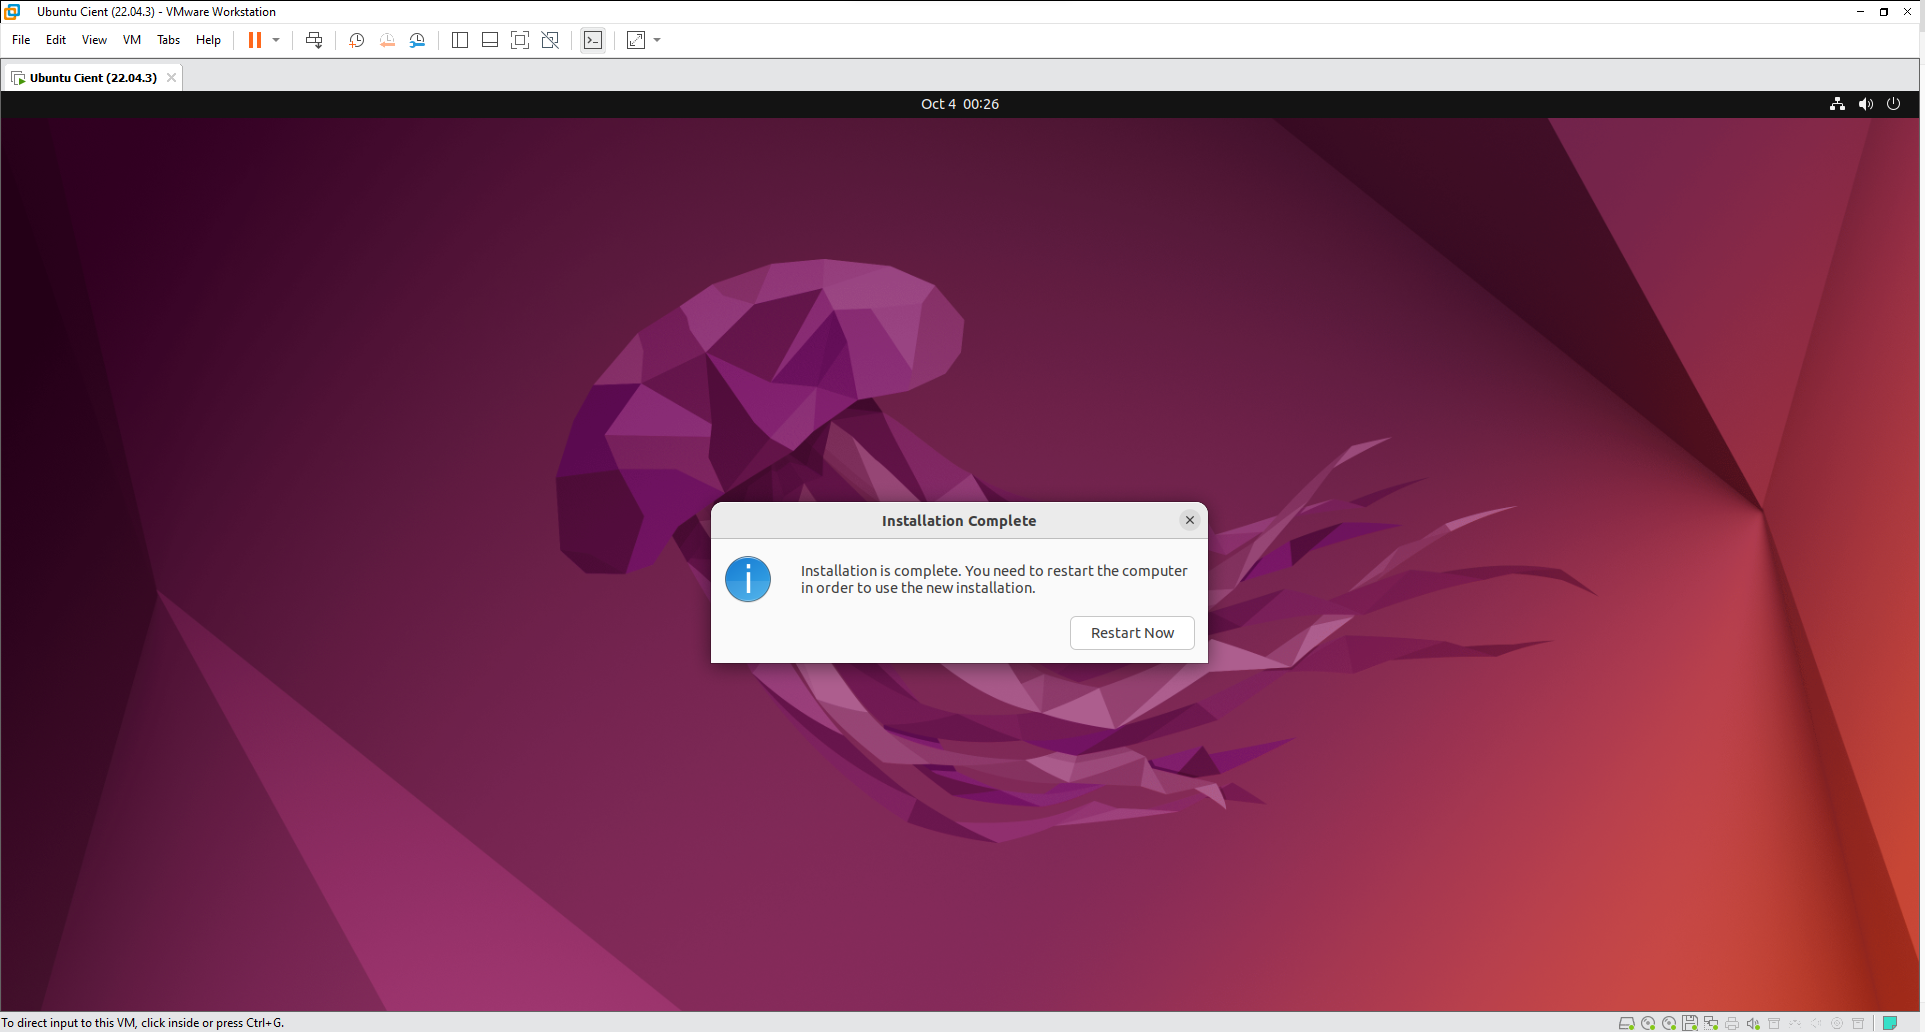 Ubuntu Cient (22.04.3) - VMware Workstation
File Edit View VM Tabs Help
Ubuntu Cient (22.04.3)
Oct 4 00:26
Installation Complete
Installation is complete. You need to restart the computer
in order to use the new installation.
Restart Now
To direct input to this VM, click inside or press Ctrl+G.